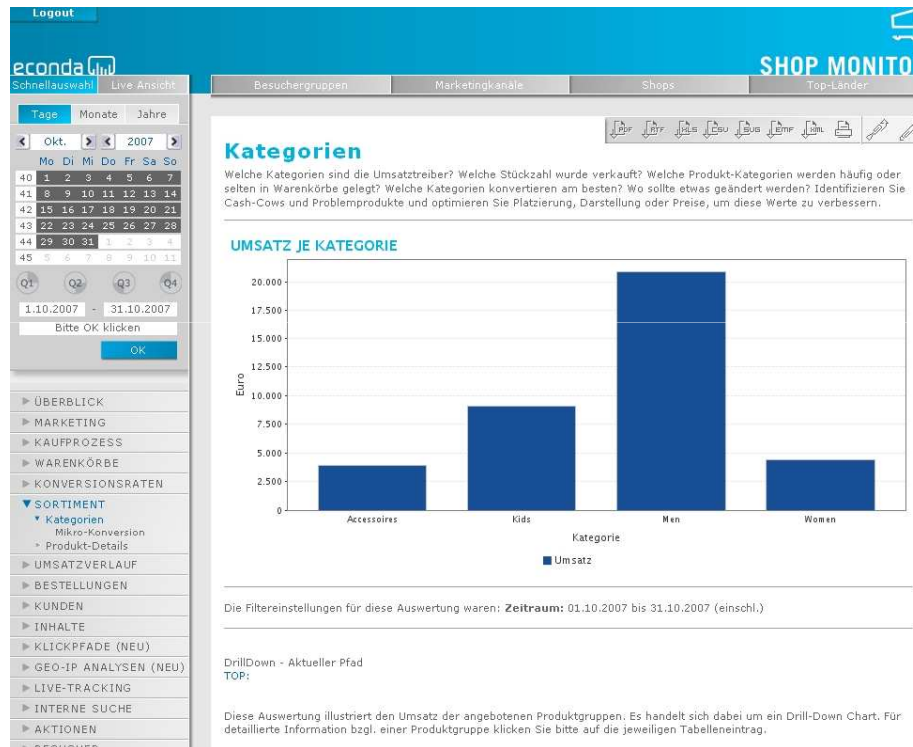 Logout
econda
SHOP MONITO
Schnellauswahl Live Ansicht
Besuchergruppen Marketingkanäle Shops Top-Länder
Tage Monate Jahre
Okt. 2007
Mo Di Mi Do Fr Sa So
40 1 2 3 4 5 6 7
41 8 9 10 11 12 13 14
42 15 16 17 18 19 20 21
43 22 23 24 25 26 27 28
44 29 30 31 1 2 3 4
45 5 6 7 8 9 10 11
Q1 Q2 Q3 Q4
1.10.2007 - 31.10.2007
Bitte OK klicken
OK
ÜBERBLICK
MARKETING
KAUFPROZESS
WARENKÖRBE
KONVERSIONSRATEN
SORTIMENT
Kategorien
Mikro-Konversion
Produkt-Details
UMSATZVERLAUF
BESTELLUNGEN
KUNDEN
INHALTE
KLICKPFADE (NEU)
GEO-IP ANALYSEN (NEU)
LIVE-TRACKING
INTERNE SUCHE
AKTIONEN
PDF RTF XLS CSV SVG EMF XML
Kategorien
Welche Kategorien sind die Umsatztreiber? Welche Stückzahl wurde verkauft? Welche Produkt-Kategorien werden häufig oder
selten in Warenkörbe gelegt? Welche Kategorien konvertieren am besten? Wo sollte etwas geändert werden? Identifizieren Sie
Cash-Cows und Problemprodukte und optimieren Sie Platzierung, Darstellung oder Preise, um diese Werte zu verbessern.
UMSATZ JE KATEGORIE
20.000
17.500
15.000
12.500
10.000
7.500
5.000
2.500
0
Euro
Accessoires Kids Men Women
Kategorie
Umsatz
Die Filtereinstellungen für diese Auswertung waren: Zeitraum: 01.10.2007 bis 31.10.2007 (einschl.)
DrillDown - Aktueller Pfad
TOP:
Diese Auswertung illustriert den Umsatz der angebotenen Produktgruppen. Es handelt sich dabei um ein Drill-Down Chart. Für
detaillierte Information bzgl. einer Produktgruppe klicken Sie bitte auf die jeweiligen Tabelleneintrag.